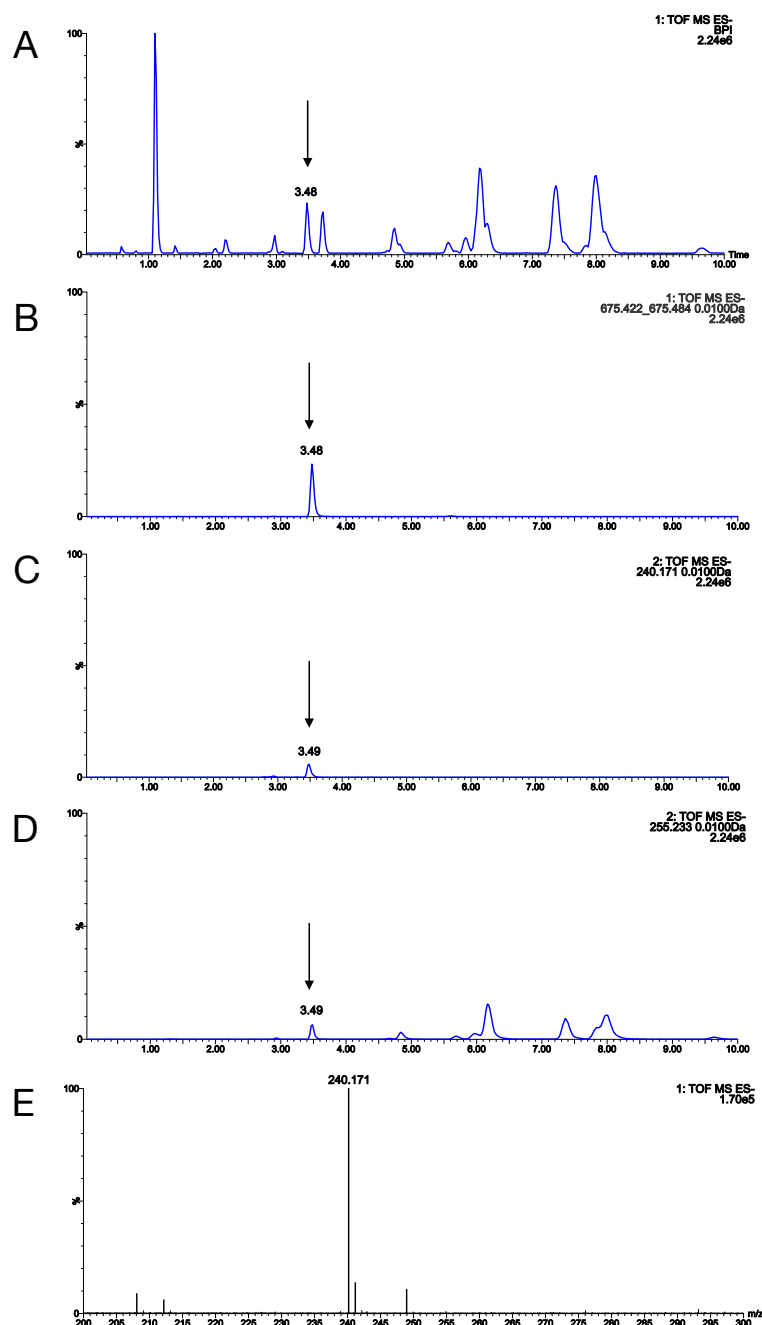 A
1: TOF MS ES-
BPI
2.24e6
100
%
3.48
0
1.00 2.00 3.00 4.00 5.00 6.00 7.00 8.00 9.00 10.00
Time
B
1: TOF MS ES-
675.422_675.484 0.0100Da
2.24e6
100
%
3.48
0
1.00 2.00 3.00 4.00 5.00 6.00 7.00 8.00 9.00 10.00
C
2: TOF MS ES-
240.171 0.0100Da
2.24e6
100
%
3.49
0
1.00 2.00 3.00 4.00 5.00 6.00 7.00 8.00 9.00 10.00
D
2: TOF MS ES-
255.233 0.0100Da
2.24e6
100
%
3.49
0
1.00 2.00 3.00 4.00 5.00 6.00 7.00 8.00 9.00 10.00
E
1: TOF MS ES-
1.70e5
100
240.171
%
0
200 205 210 215 220 225 230 235 240 245 250 255 260 265 270 275 280 285 290 295 300
m/z